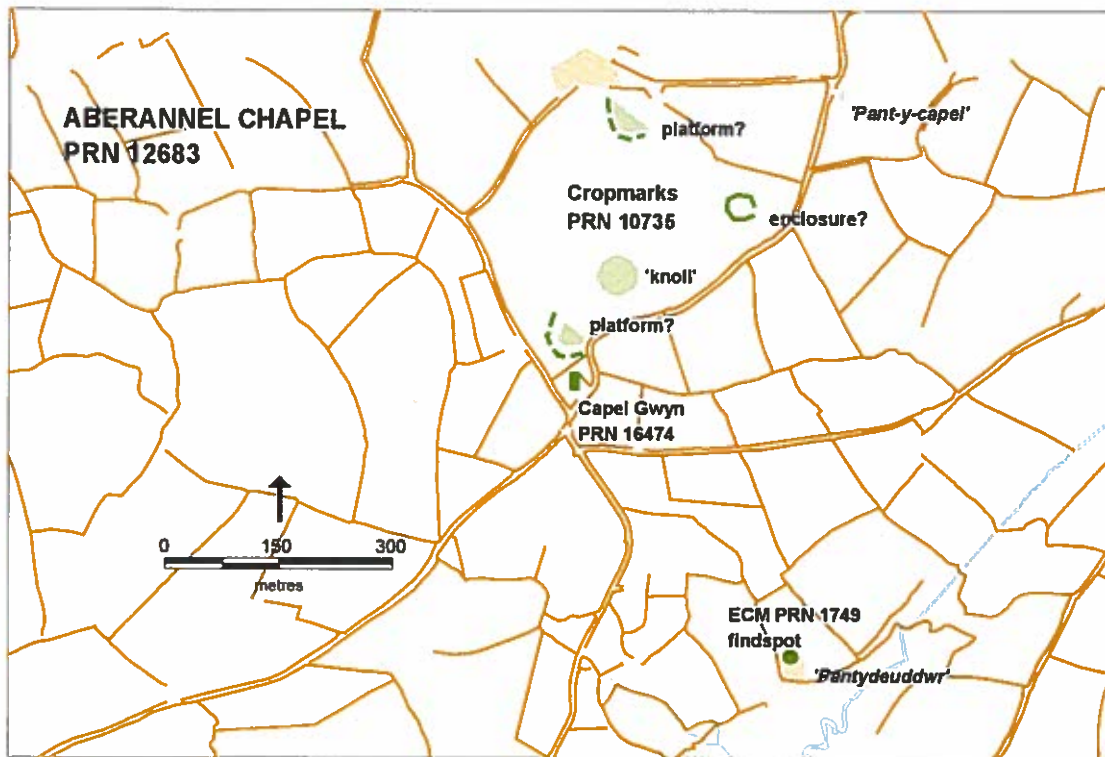 ABERANNEL CHAPEL
PRN 12683
'Pant-y-capel'
platform?
Cropmarks
PRN 10735
enclosure?
'knoll'
platform?
Capel Gwyn
PRN 16474
0 150 300
metres
ECM PRN 1749
findspot
'Pantydeuddwr'